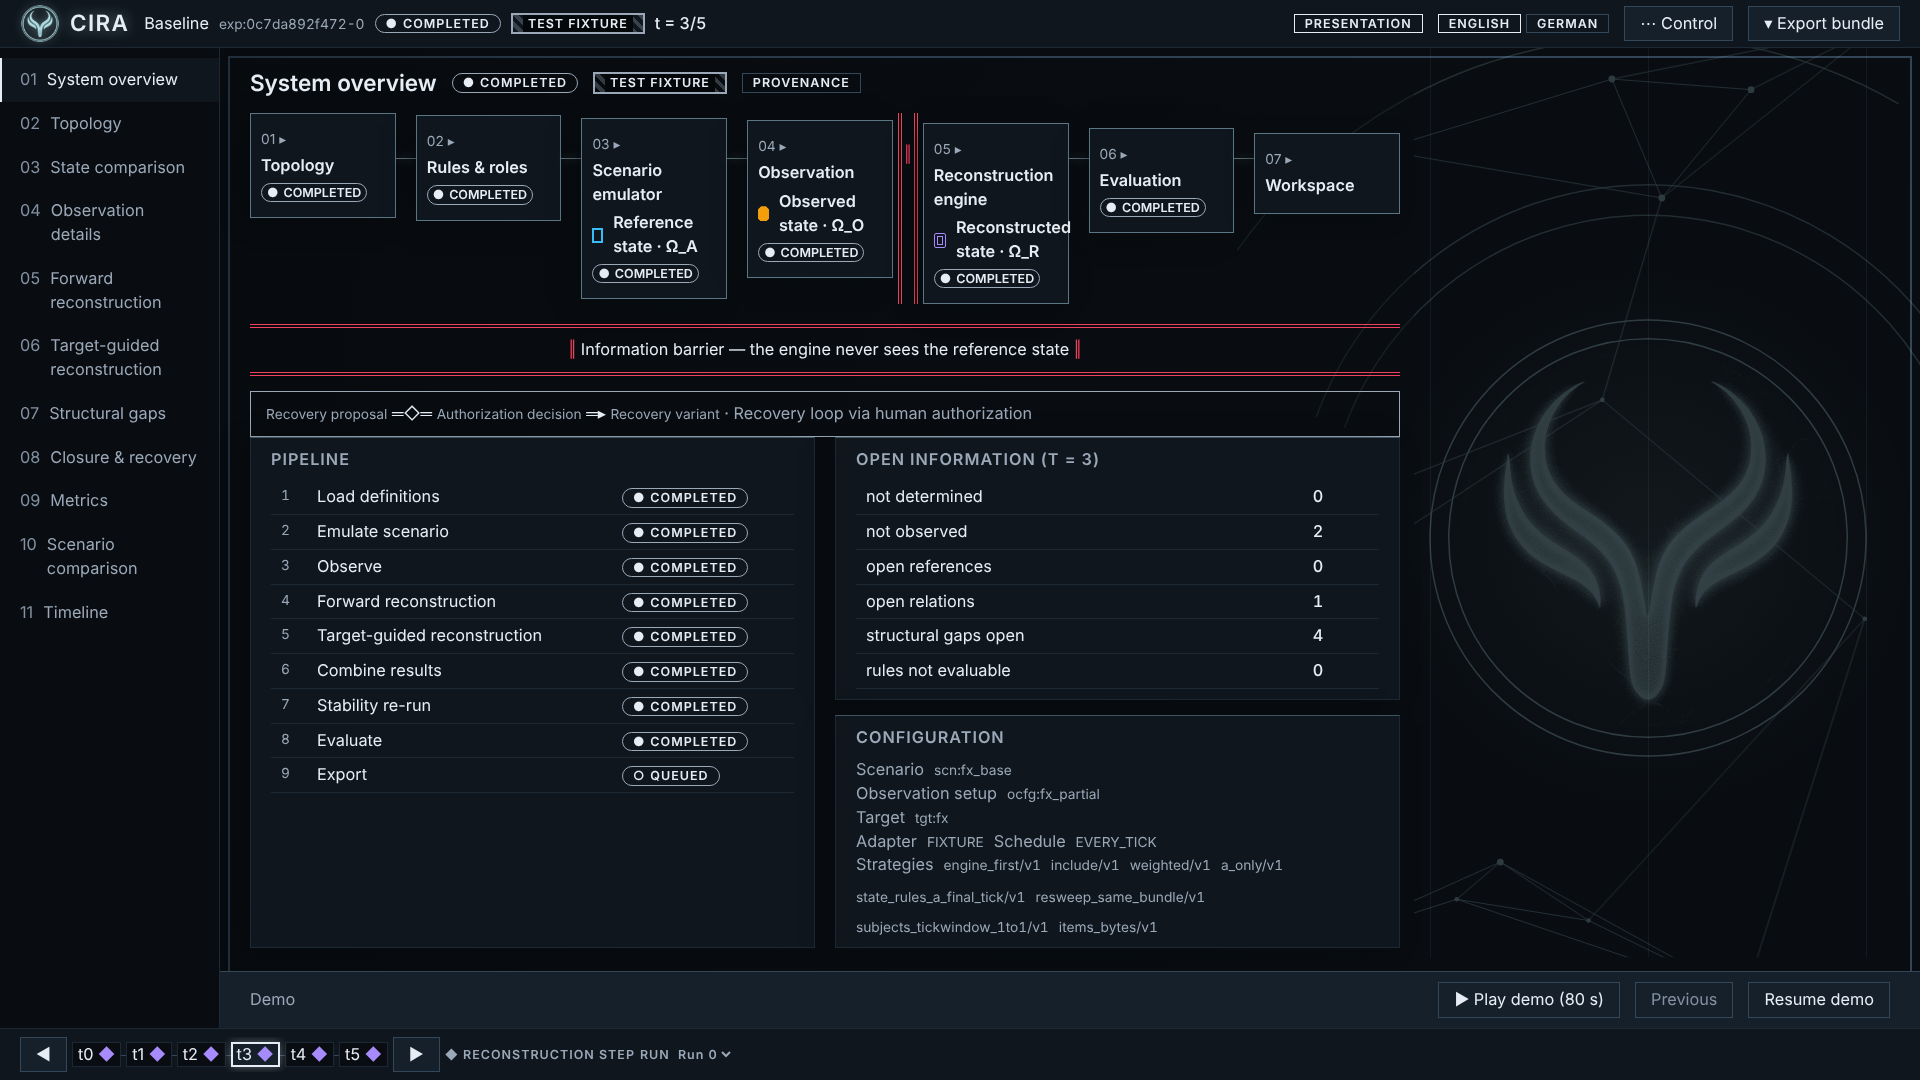 CIRA Baseline exp:0c7da892f472-0 COMPLETED TEST FIXTURE t = 3/5 PRESENTATION ENGLISH GERMAN ⋯ Control ▾ Export bundle
01 System overview
02 Topology
03 State comparison
04 Observation
details
05 Forward
reconstruction
06 Target-guided
reconstruction
07 Structural gaps
08 Closure & recovery
09 Metrics
10 Scenario
comparison
11 Timeline
System overview COMPLETED TEST FIXTURE PROVENANCE
01 ▸
Topology
COMPLETED
02 ▸
Rules & roles
COMPLETED
03 ▸
Scenario
emulator
Reference
state · Ω_A
COMPLETED
04 ▸
Observation
Observed
state · Ω_O
COMPLETED
05 ▸
Reconstruction
engine
Reconstructed
state · Ω_R
COMPLETED
06 ▸
Evaluation
COMPLETED
07 ▸
Workspace
Information barrier — the engine never sees the reference state
Recovery proposal ═◇═ Authorization decision ═▸ Recovery variant · Recovery loop via human authorization
PIPELINE
1 Load definitions COMPLETED
2 Emulate scenario COMPLETED
3 Observe COMPLETED
4 Forward reconstruction COMPLETED
5 Target-guided reconstruction COMPLETED
6 Combine results COMPLETED
7 Stability re-run COMPLETED
8 Evaluate COMPLETED
9 Export QUEUED
OPEN INFORMATION (T = 3)
not determined 0
not observed 2
open references 0
open relations 1
structural gaps open 4
rules not evaluable 0
CONFIGURATION
Scenario scn:fx_base
Observation setup ocfg:fx_partial
Target tgt:fx
Adapter FIXTURE Schedule EVERY_TICK
Strategies engine_first/v1 include/v1 weighted/v1 a_only/v1
state_rules_a_final_tick/v1 resweep_same_bundle/v1
subjects_tickwindow_1to1/v1 items_bytes/v1
Demo ▶ Play demo (80 s) Previous Resume demo
◀ t0 ◆ t1 ◆ t2 ◆ t3 ◆ t4 ◆ t5 ◆ ▶ ◆ RECONSTRUCTION STEP RUN Run 0